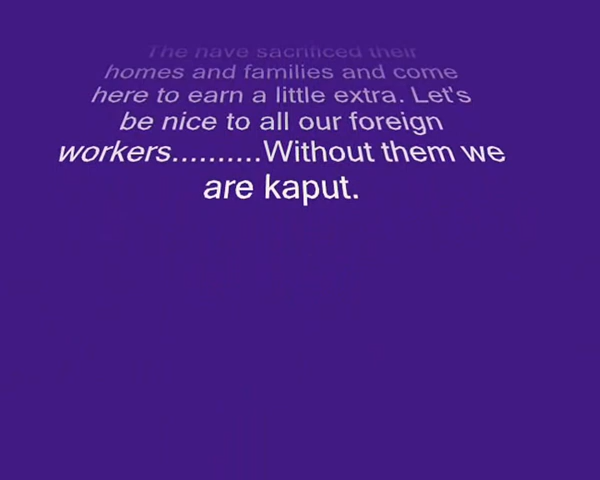 The have sacrificed their
homes and families and come
here to earn a little extra. Let's
be nice to all our foreign
workers..........Without them we
are kaput.